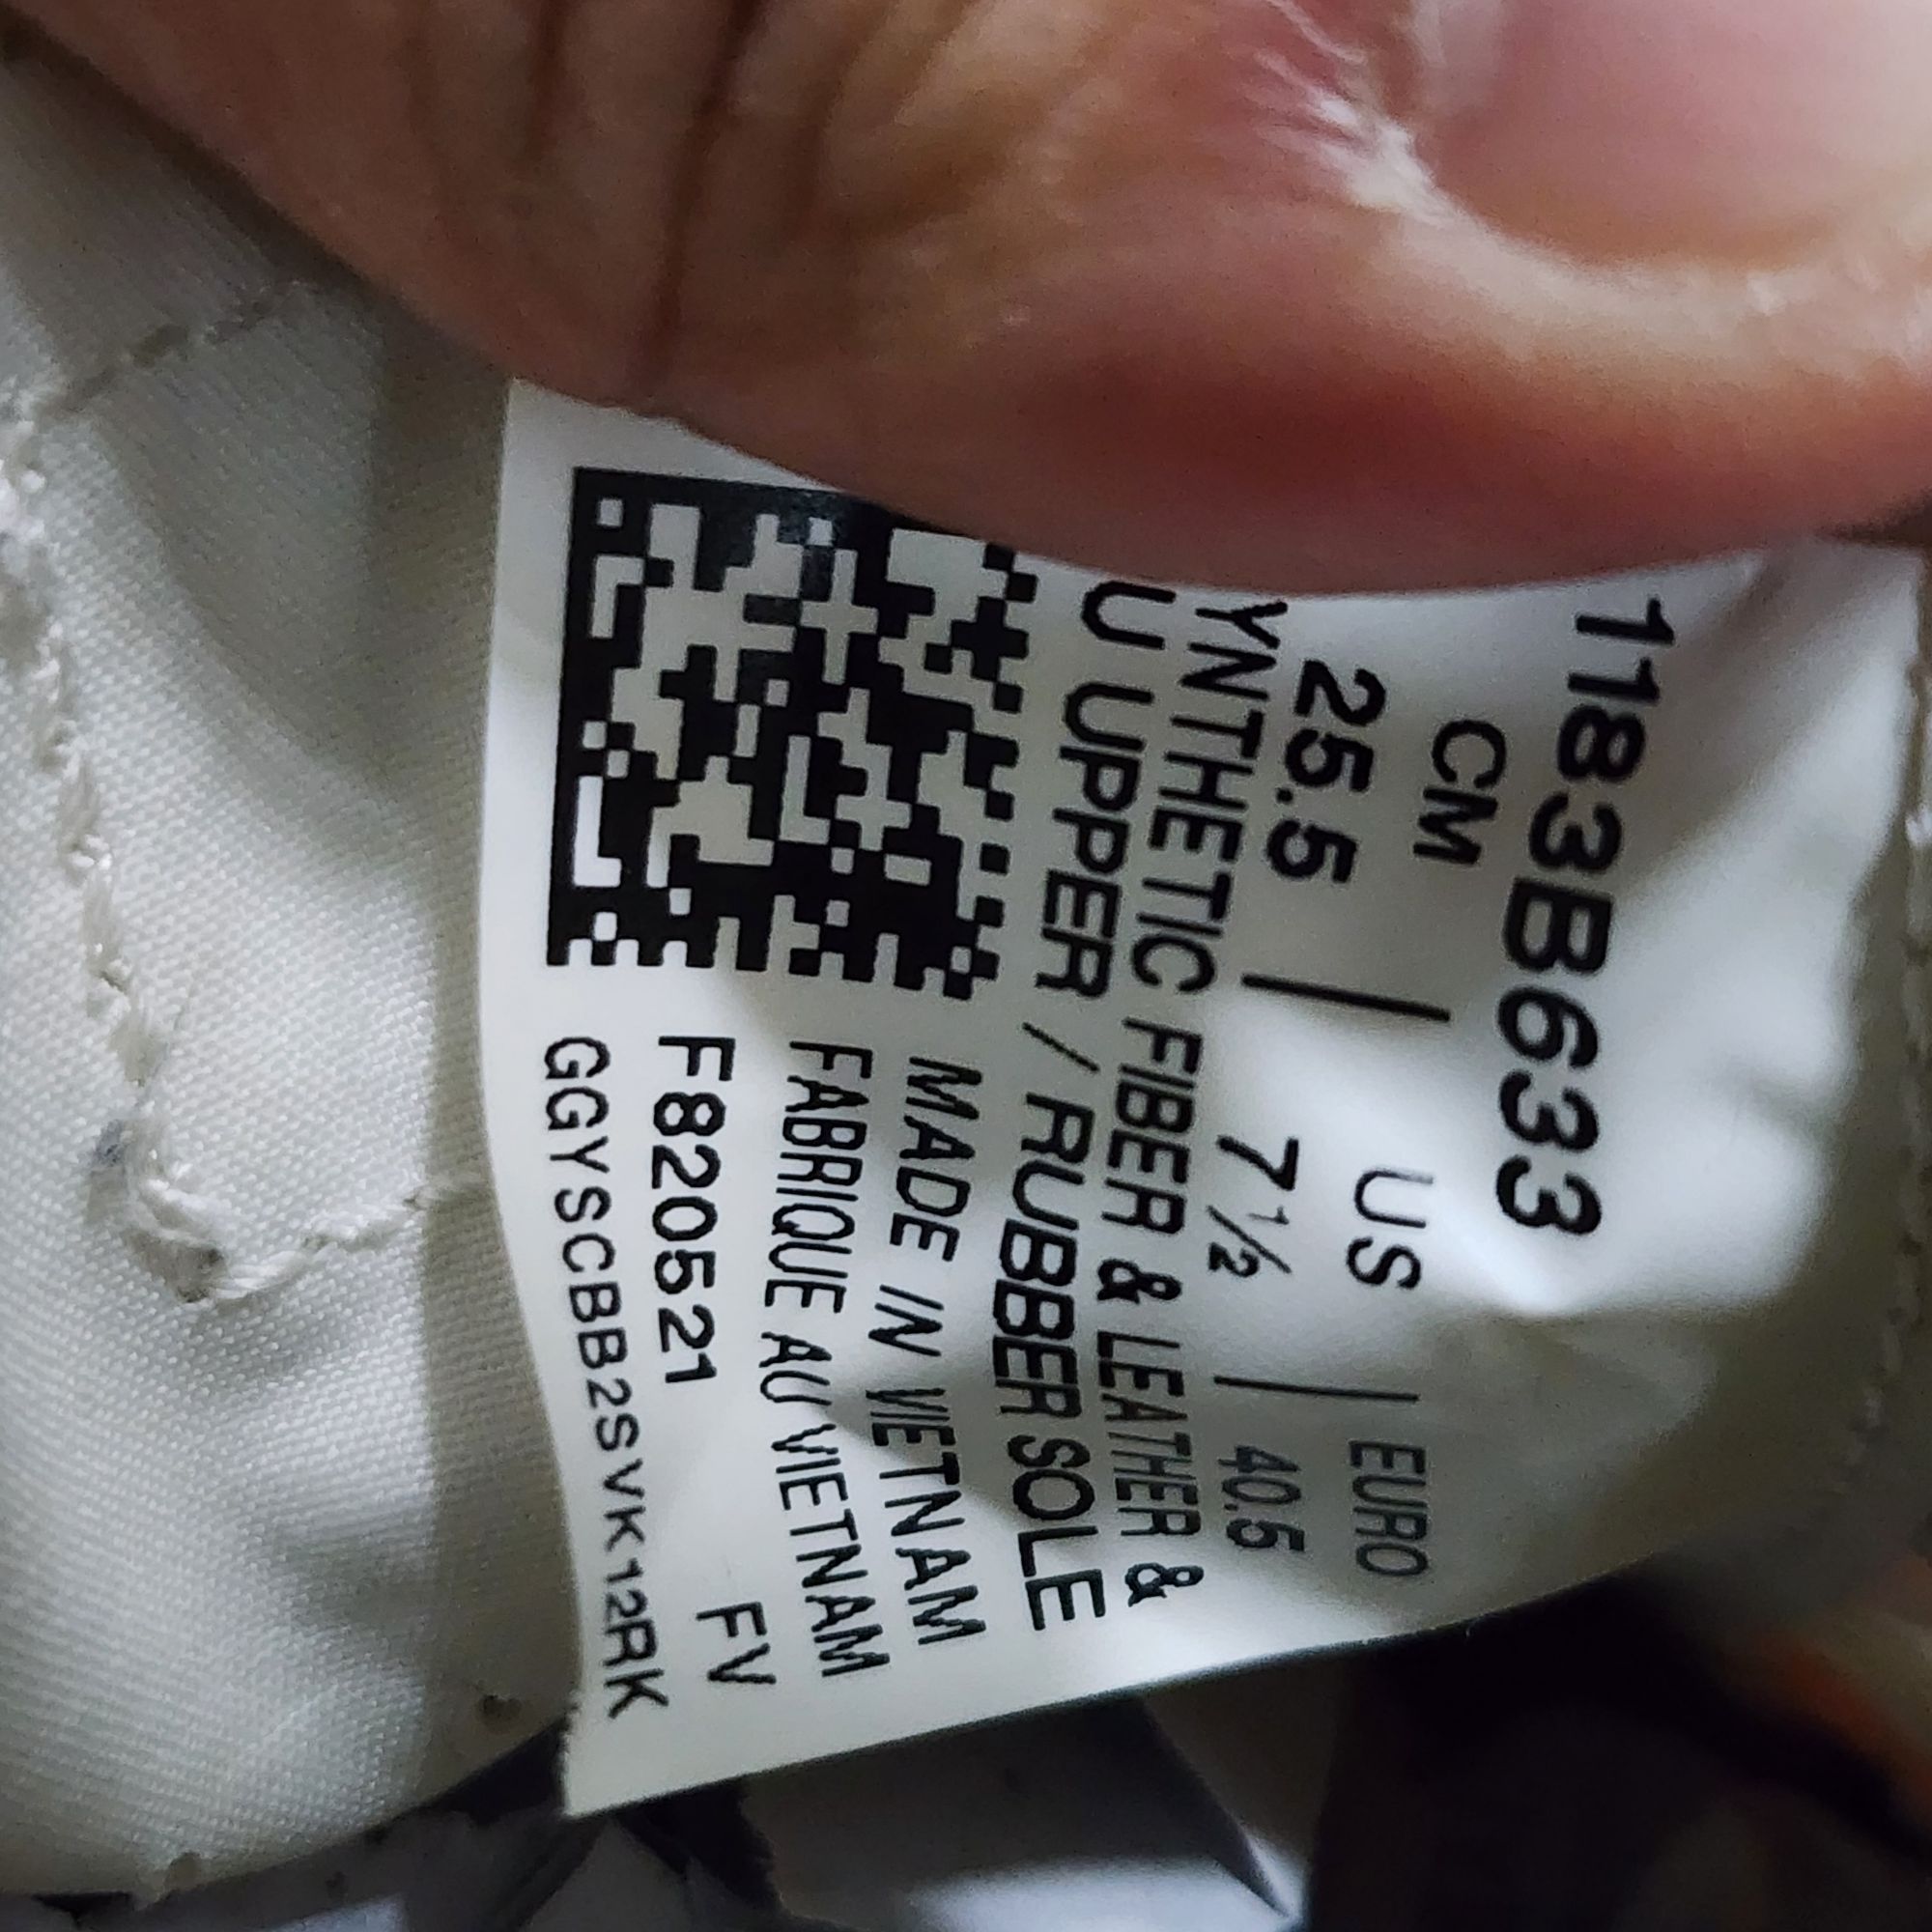 1183B633
CM | US | EURO
25.5 | 7½ | 40.5
YNTHETIC FIBER & LEATHER &
U UPPER / RUBBER SOLE
MADE IN VIETNAM
FABRIQUE AU VIETNAM
F820521 FV
GGYSCBB2SVK12RK